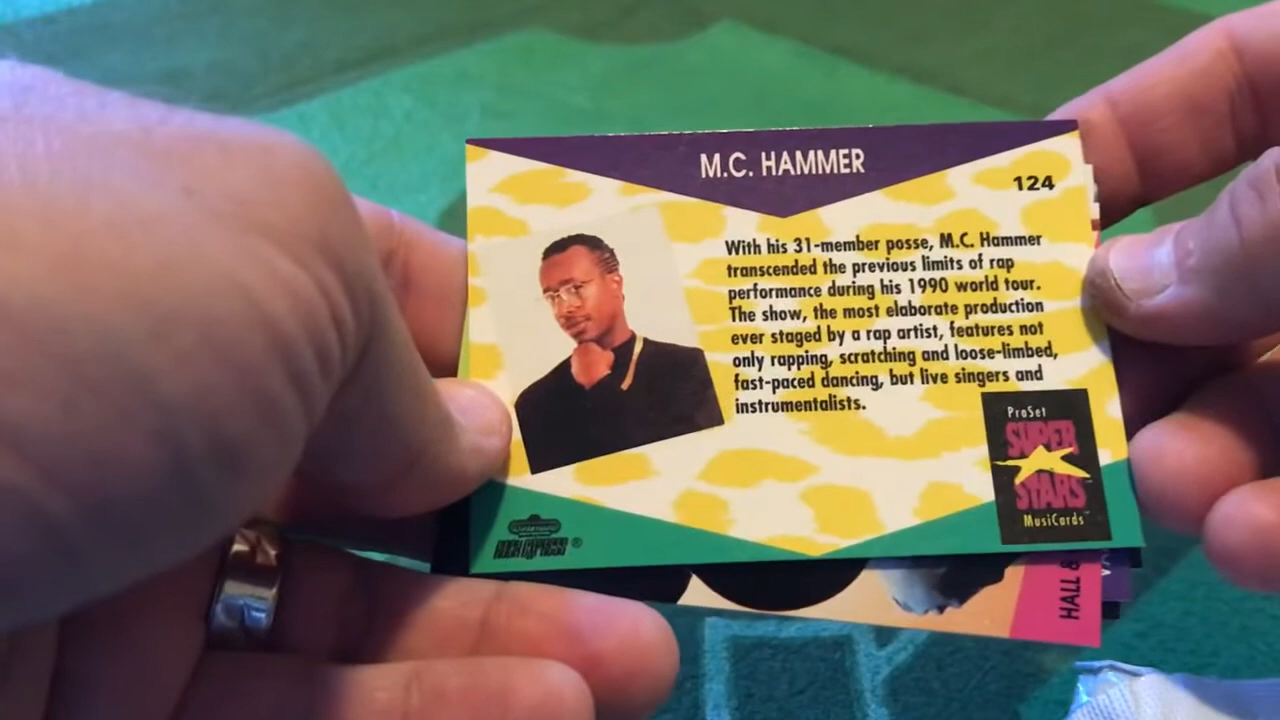 M.C. HAMMER
124
With his 31-member posse, M.C. Hammer
transcended the previous limits of rap
performance during his 1990 world tour.
The show, the most elaborate production
ever staged by a rap artist, features not
only rapping, scratching and loose-limbed,
fast-paced dancing, but live singers and
instrumentalists.
ProSet
SUPER
STARS™
MusiCards™
®
HALL &